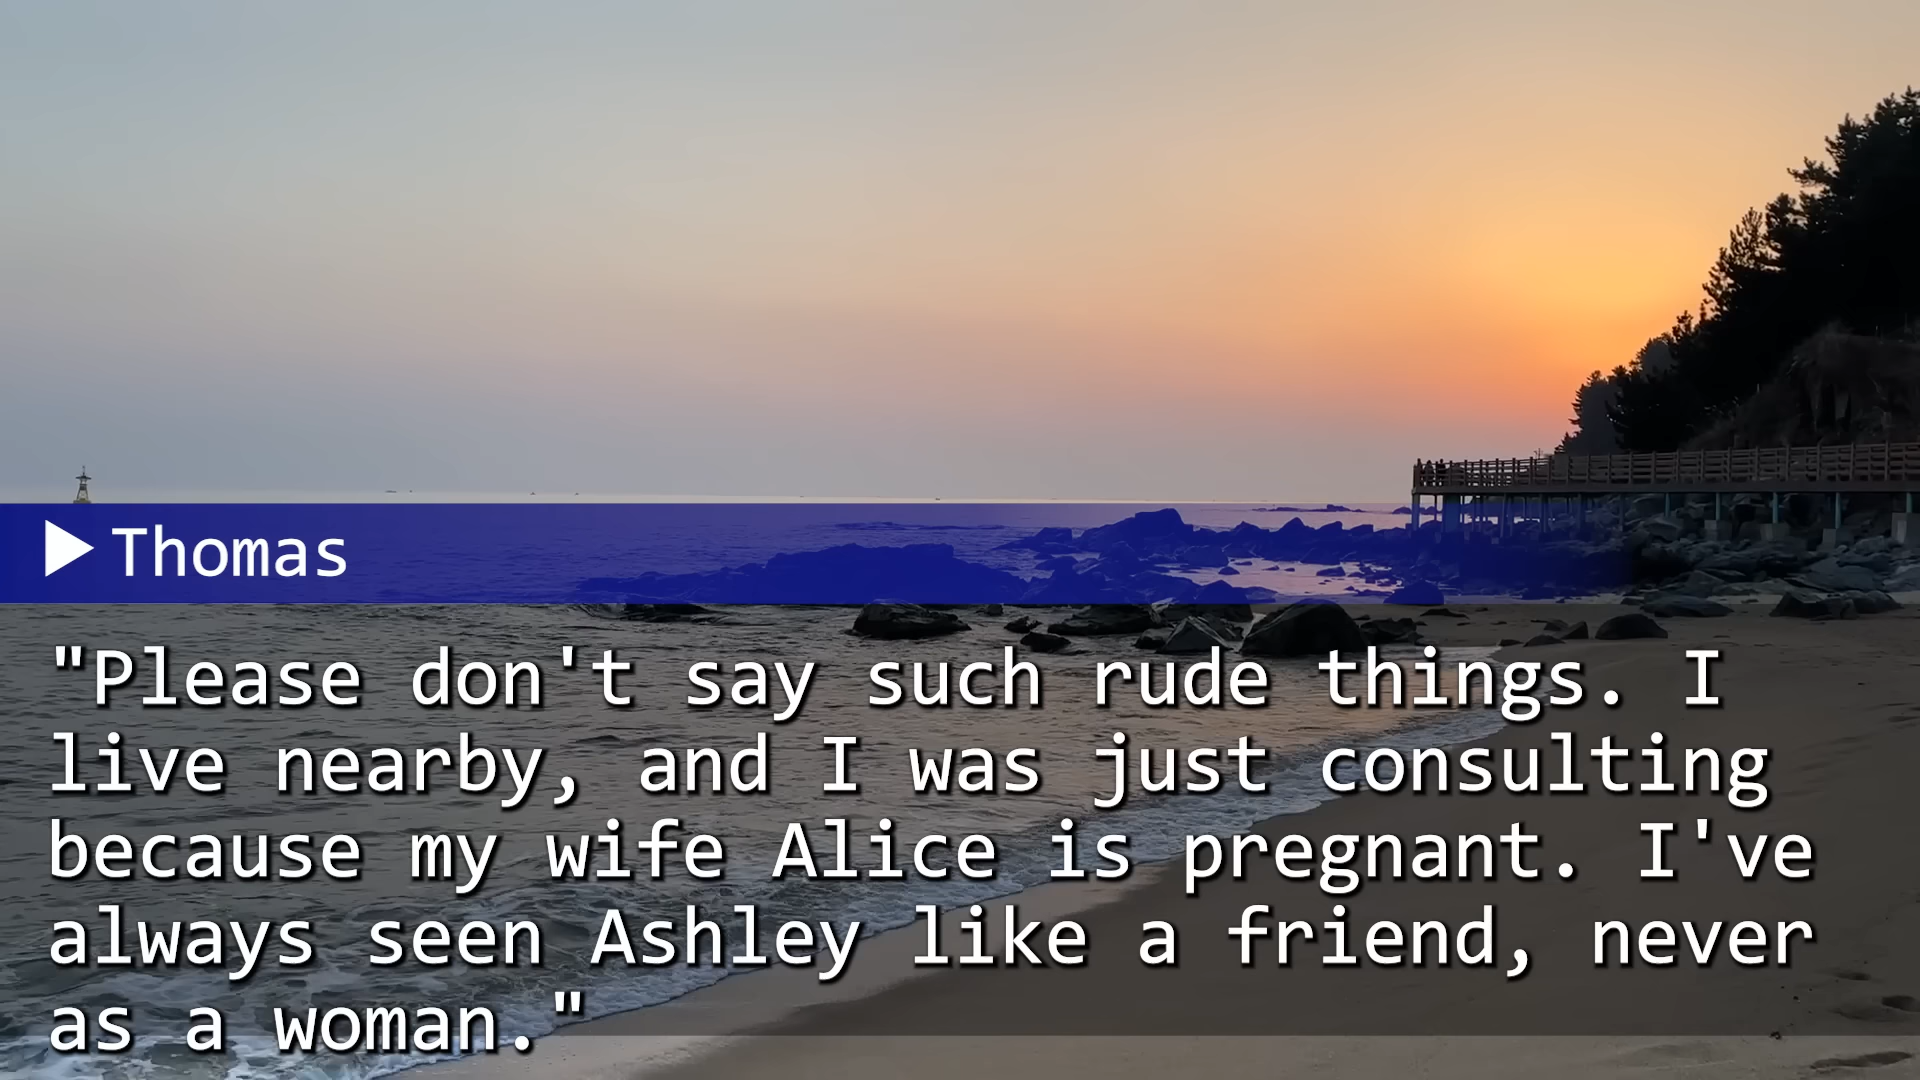 Thomas
"Please don't say such rude things. I
live nearby, and I was just consulting
because my wife Alice is pregnant. I've
always seen Ashley like a friend, never
as a woman."